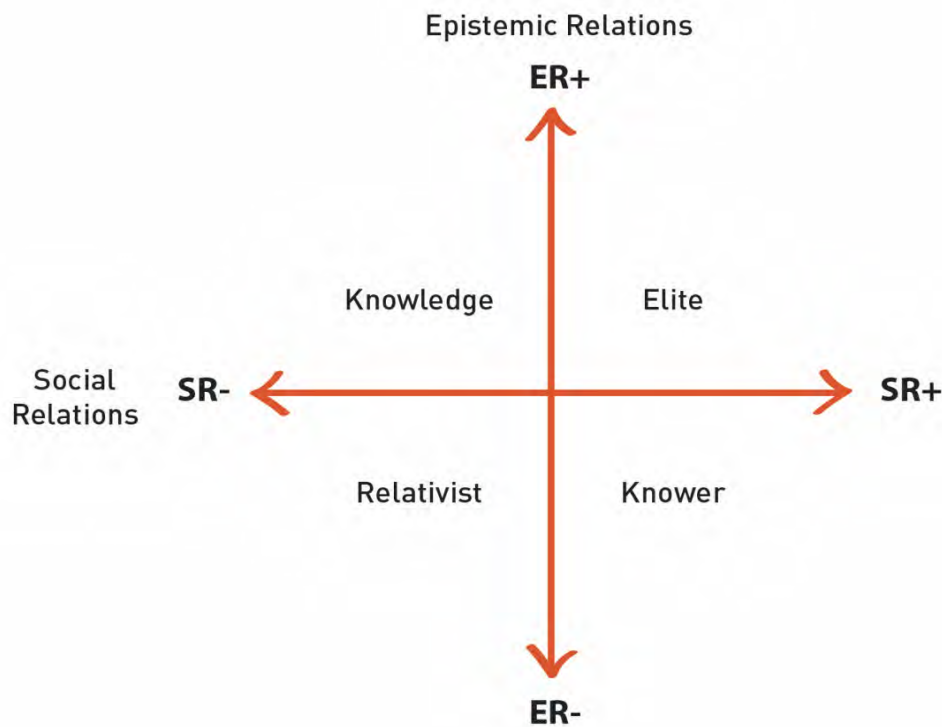 Epistemic Relations
ER+
Knowledge
Elite
Social
Relations
SR-
SR+
Relativist
Knower
ER-